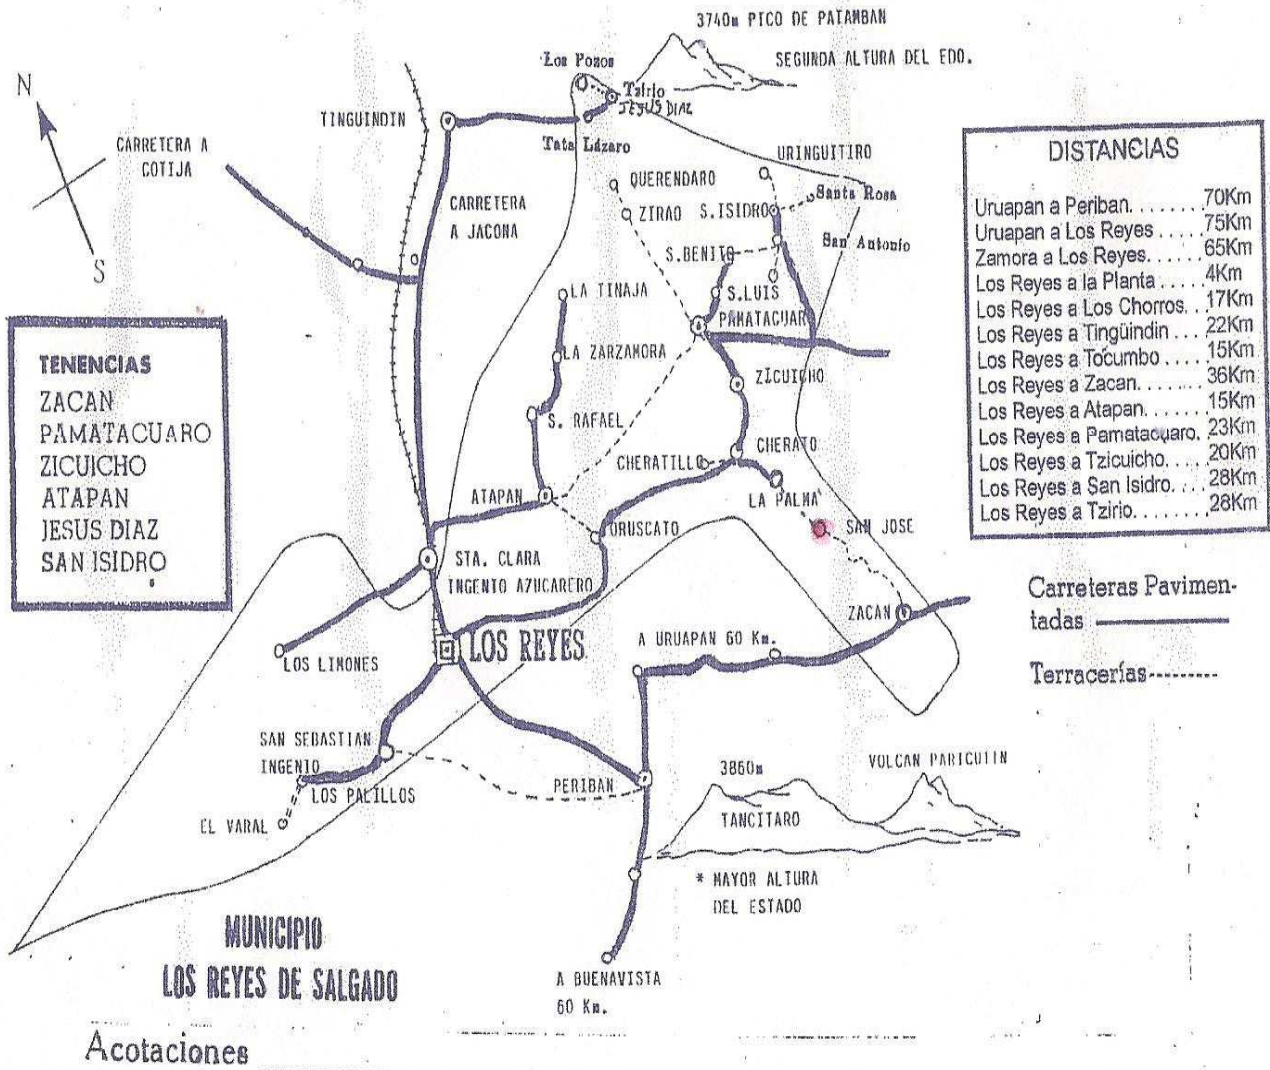 3740m PICO DE PATAMBAN
SEGUNDA ALTURA DEL EDO.
Los Pozos
Tzirio
JESUS DIAZ
Tata Lázaro
N
S
CARRETERA A
COTIJA
TINGUINDIN
CARRETERA
A JACONA
QUERENDARO
ZIRAO
URINGUITIRO
S. ISIDRO
Santa Rosa
San Antonio
S.BENITO
S.LUIS
PAMATACUAR
LA TINAJA
LA ZARZAMORA
ZICUICHO
S. RAFAEL
CHERATO
CHERATILLO
LA PALMA
ATAPAN
ORUSCATO
SAN JOSE
STA. CLARA
INGENIO AZUCARERO
ZACAN
LOS REYES
LOS LIMONES
A URUAPAN 60 Km.
SAN SEBASTIAN
INGENIO
LOS PALILLOS
EL VARAL
PERIBAN
3860m
TANCITARO
VOLCAN PARICUTIN
* MAYOR ALTURA
DEL ESTADO
A BUENAVISTA
60 Km.
TENENCIAS
ZACAN
PAMATACUARO
ZICUICHO
ATAPAN
JESUS DIAZ
SAN ISIDRO
DISTANCIAS
Uruapan a Periban........70Km
Uruapan a Los Reyes.....75Km
Zamora a Los Reyes......65Km
Los Reyes a la Planta.....4Km
Los Reyes a Los Chorros...17Km
Los Reyes a Tingüindin....22Km
Los Reyes a Tocumbo.....15Km
Los Reyes a Zacan.......36Km
Los Reyes a Atapan.......15Km
Los Reyes a Pamatacuaro.23Km
Los Reyes a Tzicuicho....20Km
Los Reyes a San Isidro....28Km
Los Reyes a Tzirio........28Km
Carreteras Pavimen-
tadas
Terracerías
MUNICIPIO
LOS REYES DE SALGADO
Acotaciones